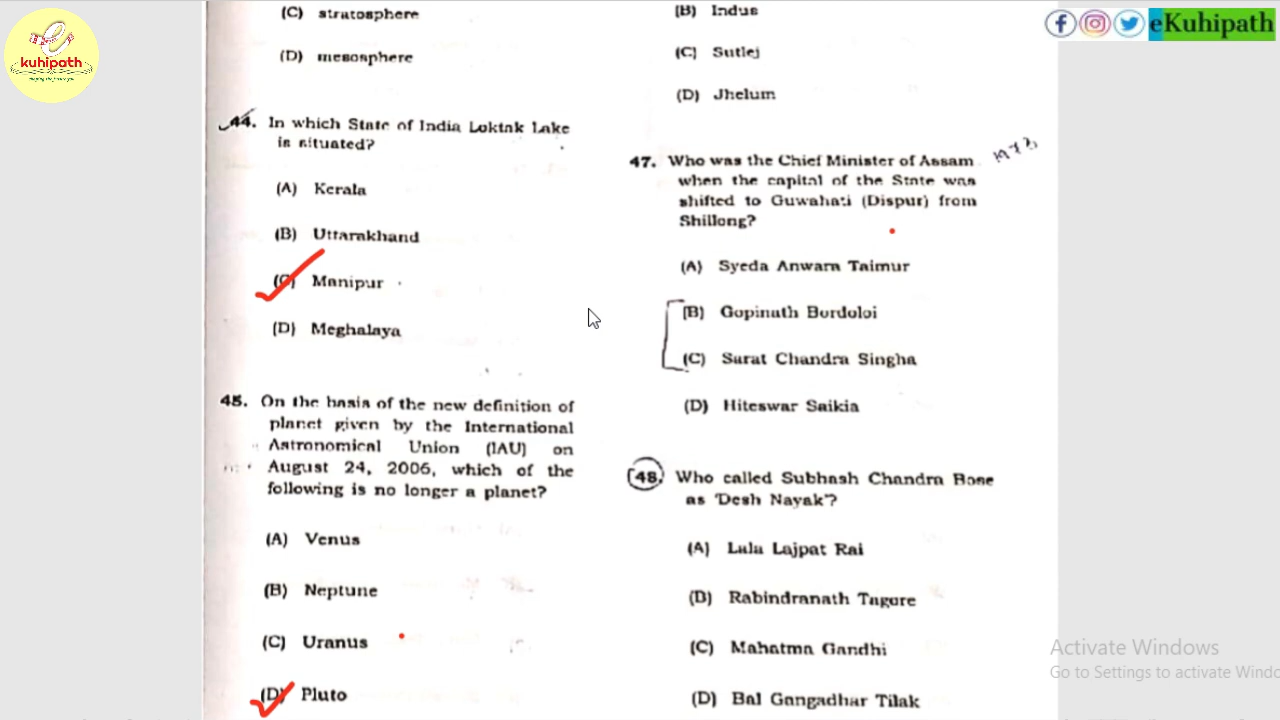 kuhipath
eKuhipath
(C) stratosphere
(D) mesosphere
44. In which State of India Loktak Lake
is situated?
(A) Kerala
(B) Uttarakhand
(C) Manipur
(D) Meghalaya
45. On the basis of the new definition of
planet given by the International
Astronomical Union (IAU) on
August 24, 2006, which of the
following is no longer a planet?
(A) Venus
(B) Neptune
(C) Uranus
(D) Pluto
(B) Indus
(C) Sutlej
(D) Jhelum
47. Who was the Chief Minister of Assam
when the capital of the State was
shifted to Guwahati (Dispur) from
Shillong?
(A) Syeda Anwara Taimur
(B) Gopinath Bordoloi
(C) Sarat Chandra Singha
(D) Hiteswar Saikia
48. Who called Subhash Chandra Bose
as 'Desh Nayak'?
(A) Lala Lajpat Rai
(B) Rabindranath Tagore
(C) Mahatma Gandhi
(D) Bal Gangadhar Tilak
Activate Windows
Go to Settings to activate Windo